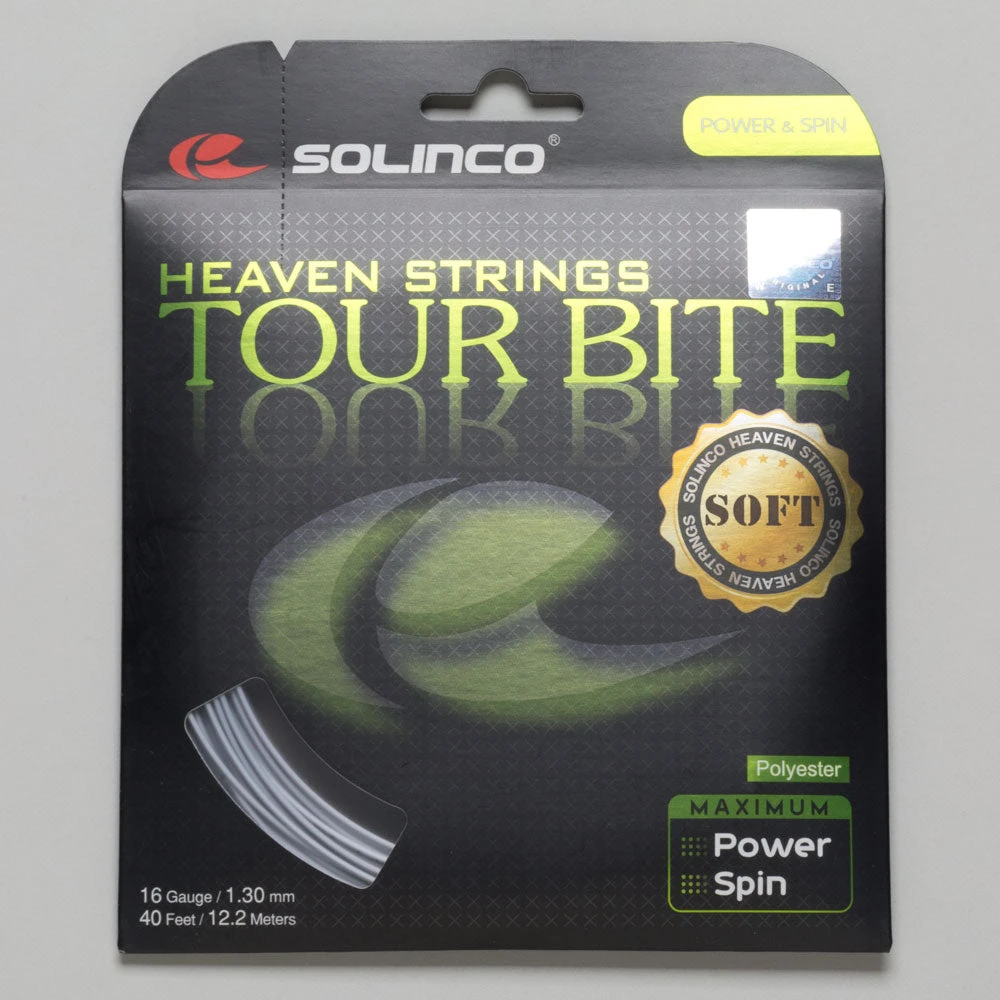 SOLINCO®
POWER & SPIN
HEAVEN STRINGS
TOUR BITE
SOLINCO HEAVEN STRINGS
SOFT
SOLINCO HEAVEN STRINGS
Polyester
MAXIMUM
Power
Spin
16 Gauge / 1.30 mm
40 Feet / 12.2 Meters